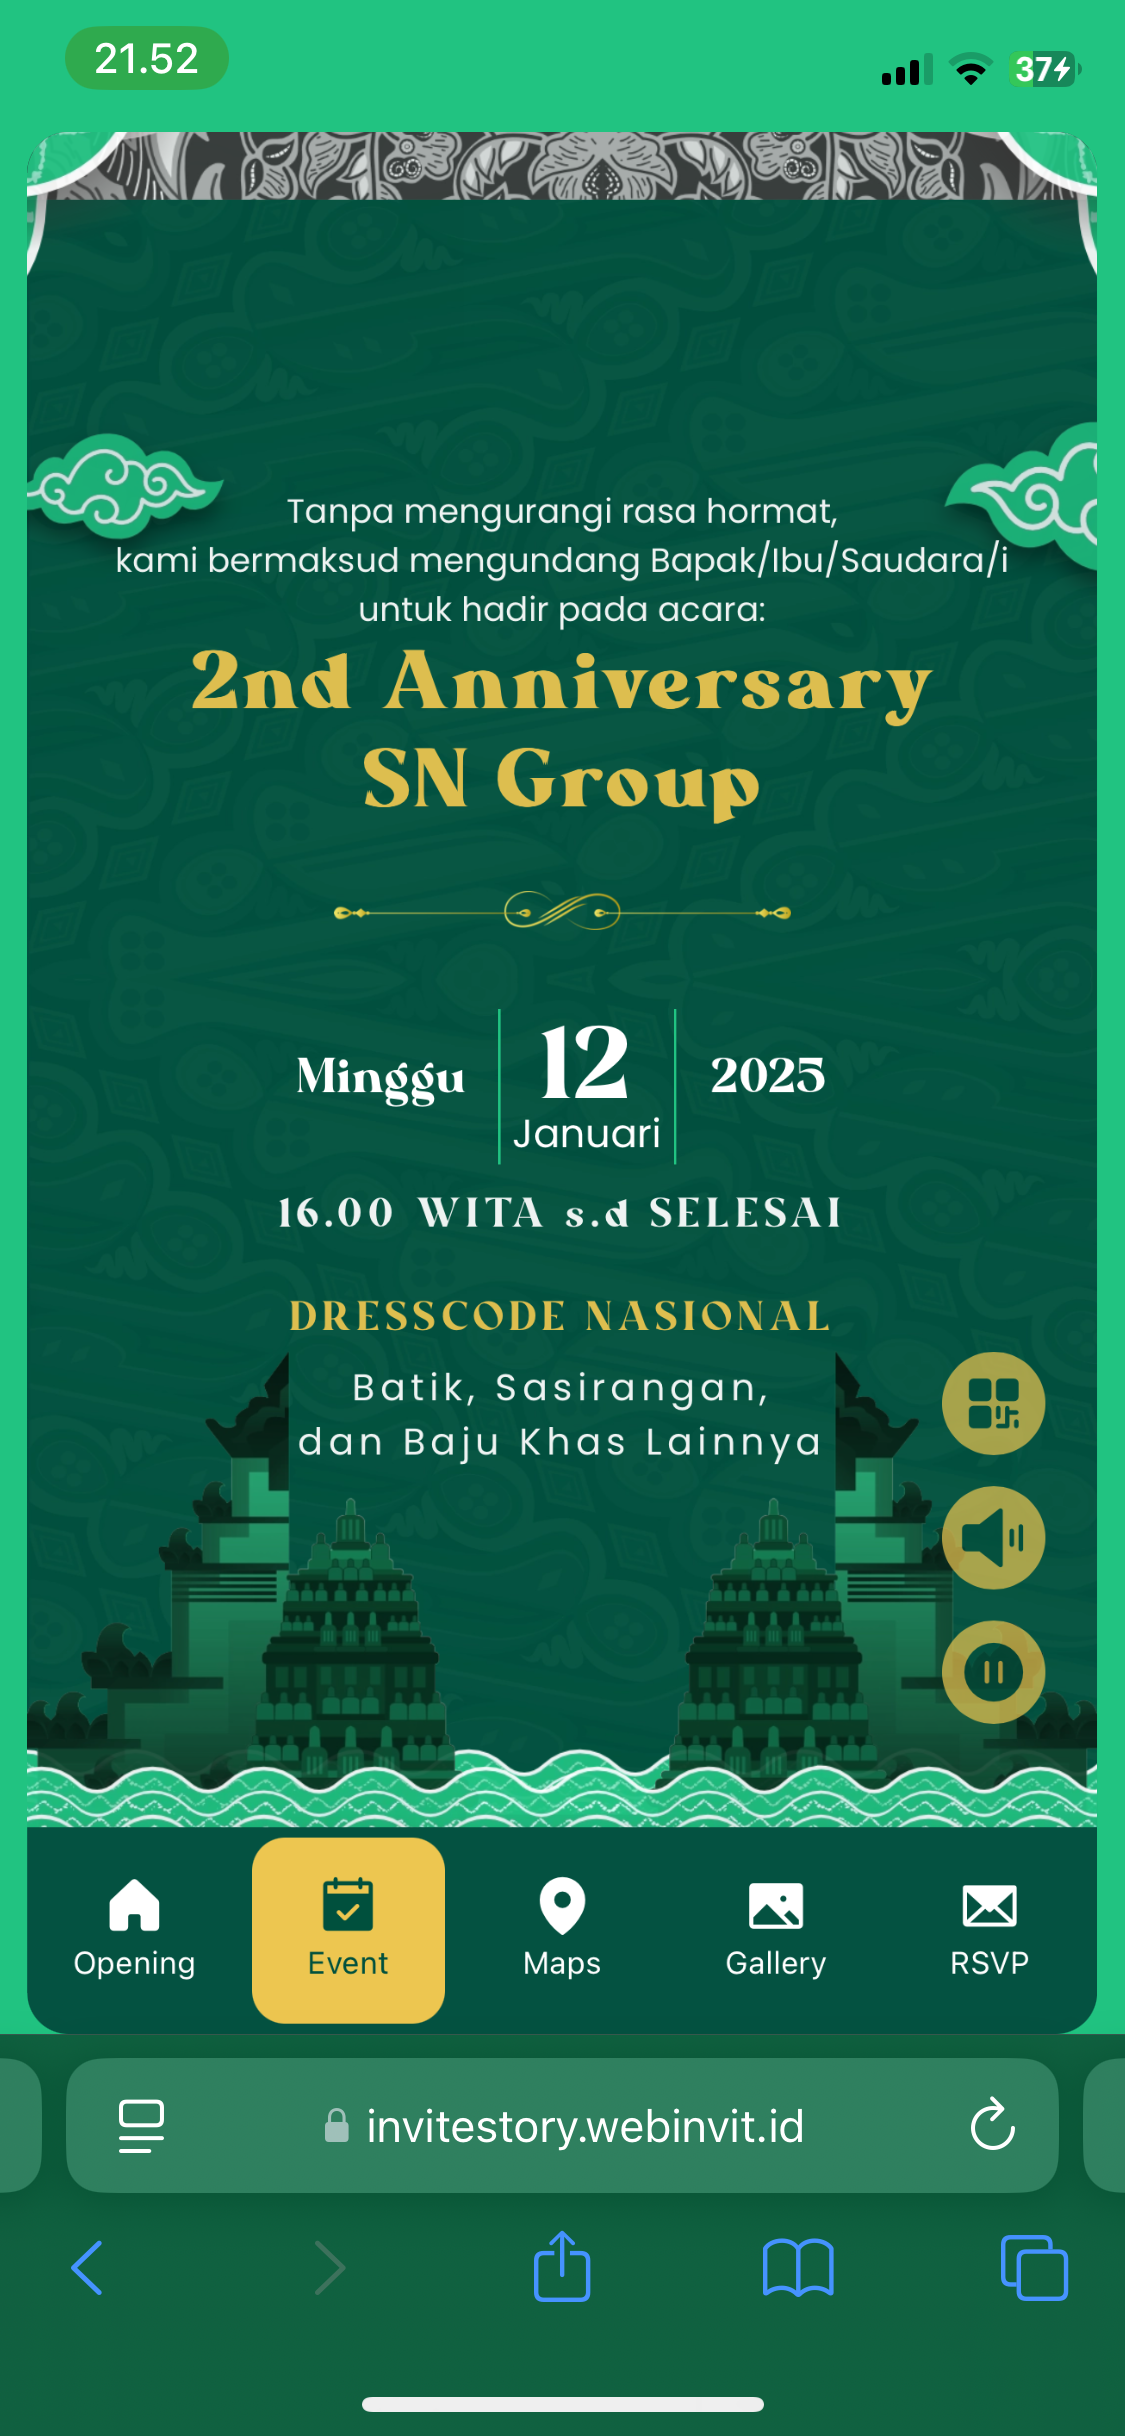 21.52
37
Tanpa mengurangi rasa hormat,
kami bermaksud mengundang Bapak/Ibu/Saudara/i
untuk hadir pada acara:
2nd Anniversary
SN Group
Minggu
12
Januari
2025
16.00 WITA s.d SELESAI
DRESSCODE NASIONAL
Batik, Sasirangan,
dan Baju Khas Lainnya
Opening
Event
Maps
Gallery
RSVP
invitestory.webinvit.id